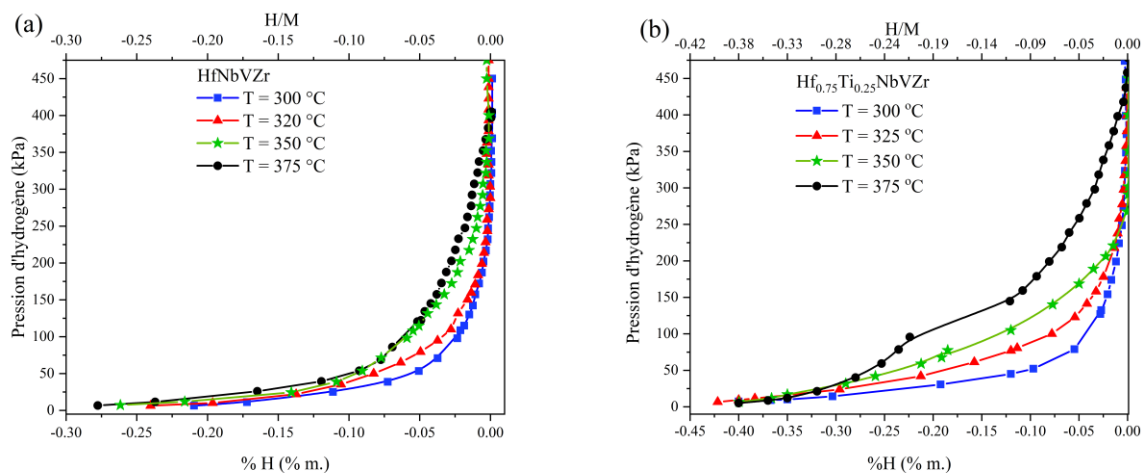 (a)
H/M
-0.30 -0.25 -0.20 -0.15 -0.10 -0.05 0.00
Pression d'hydrogène (kPa)
450
400
350
300
250
200
150
100
50
0
HfNbVZr
T = 300 °C
T = 320 °C
T = 350 °C
T = 375 °C
-0.30 -0.25 -0.20 -0.15 -0.10 -0.05 0.00
% H (% m.)
(b)
H/M
-0.42 -0.38 -0.34 -0.29 -0.26 -0.21 -0.14 -0.09 -0.05 0.00
Pression d'hydrogène (kPa)
450
400
350
300
250
200
150
100
50
0
Hf0.75Ti0.25NbVZr
T = 300 °C
T = 325 °C
T = 350 °C
T = 375 °C
-0.45 -0.40 -0.35 -0.30 -0.25 -0.20 -0.15 -0.10 -0.05 0.00
%H (% m.)